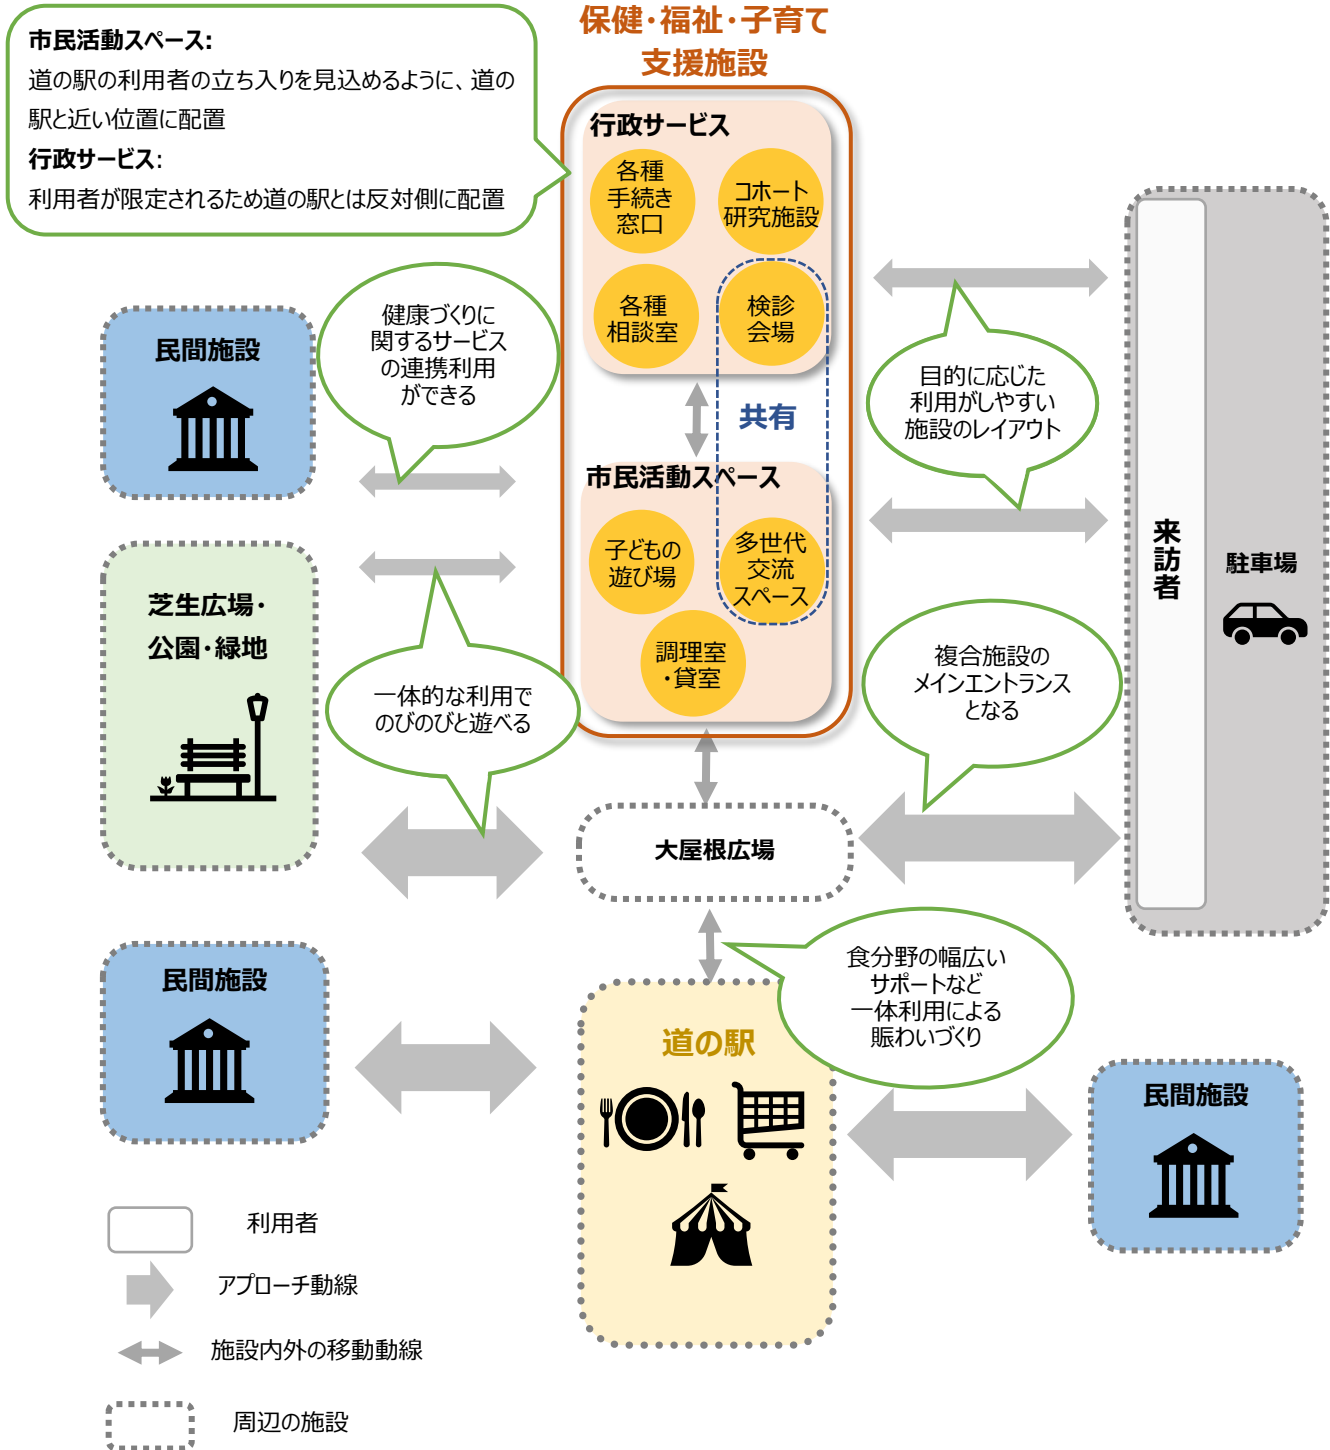 保健・福祉・子育て
支援施設
市民活動スペース:
道の駅の利用者の立ち入りを見込めるように、道の
駅と近い位置に配置
行政サービス:
利用者が限定されるため道の駅とは反対側に配置
行政サービス
各種
手続き
窓口
コホート
研究施設
各種
相談室
検診
会場
共有
市民活動スペース
子どもの
遊び場
多世代
交流
スペース
調理室
・貸室
民間施設
健康づくりに
関するサービス
の連携利用
ができる
目的に応じた
利用がしやすい
施設のレイアウト
来訪者
駐車場
芝生広場・
公園・緑地
一体的な利用で
のびのびと遊べる
複合施設の
メインエントランス
となる
大屋根広場
民間施設
食分野の幅広い
サポートなど
一体利用による
賑わいづくり
道の駅
民間施設
利用者
アプローチ動線
施設内外の移動動線
周辺の施設